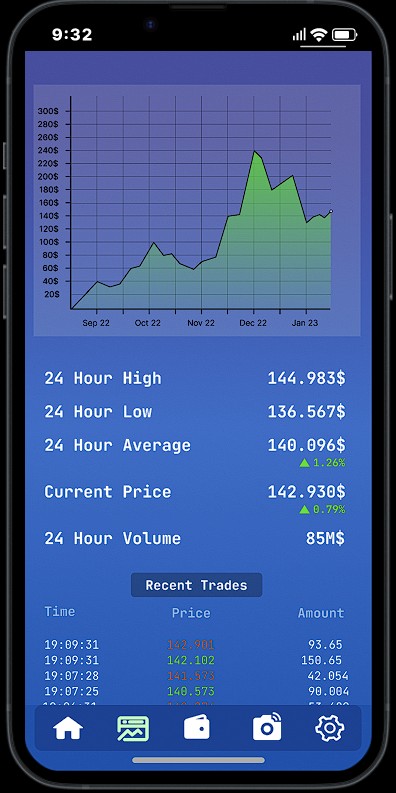 9:32
300$
280$
260$
240$
220$
200$
180$
160$
140$
120$
100$
80$
60$
40$
20$
Sep 22 Oct 22 Nov 22 Dec 22 Jan 23
24 Hour High 144.983$
24 Hour Low 136.567$
24 Hour Average 140.096$
▲ 1.26%
Current Price 142.930$
▲ 0.79%
24 Hour Volume 85M$
Recent Trades
Time Price Amount
19:09:31 142.901 93.65
19:09:31 142.102 150.65
19:07:28 141.573 42.054
19:07:25 140.573 90.004